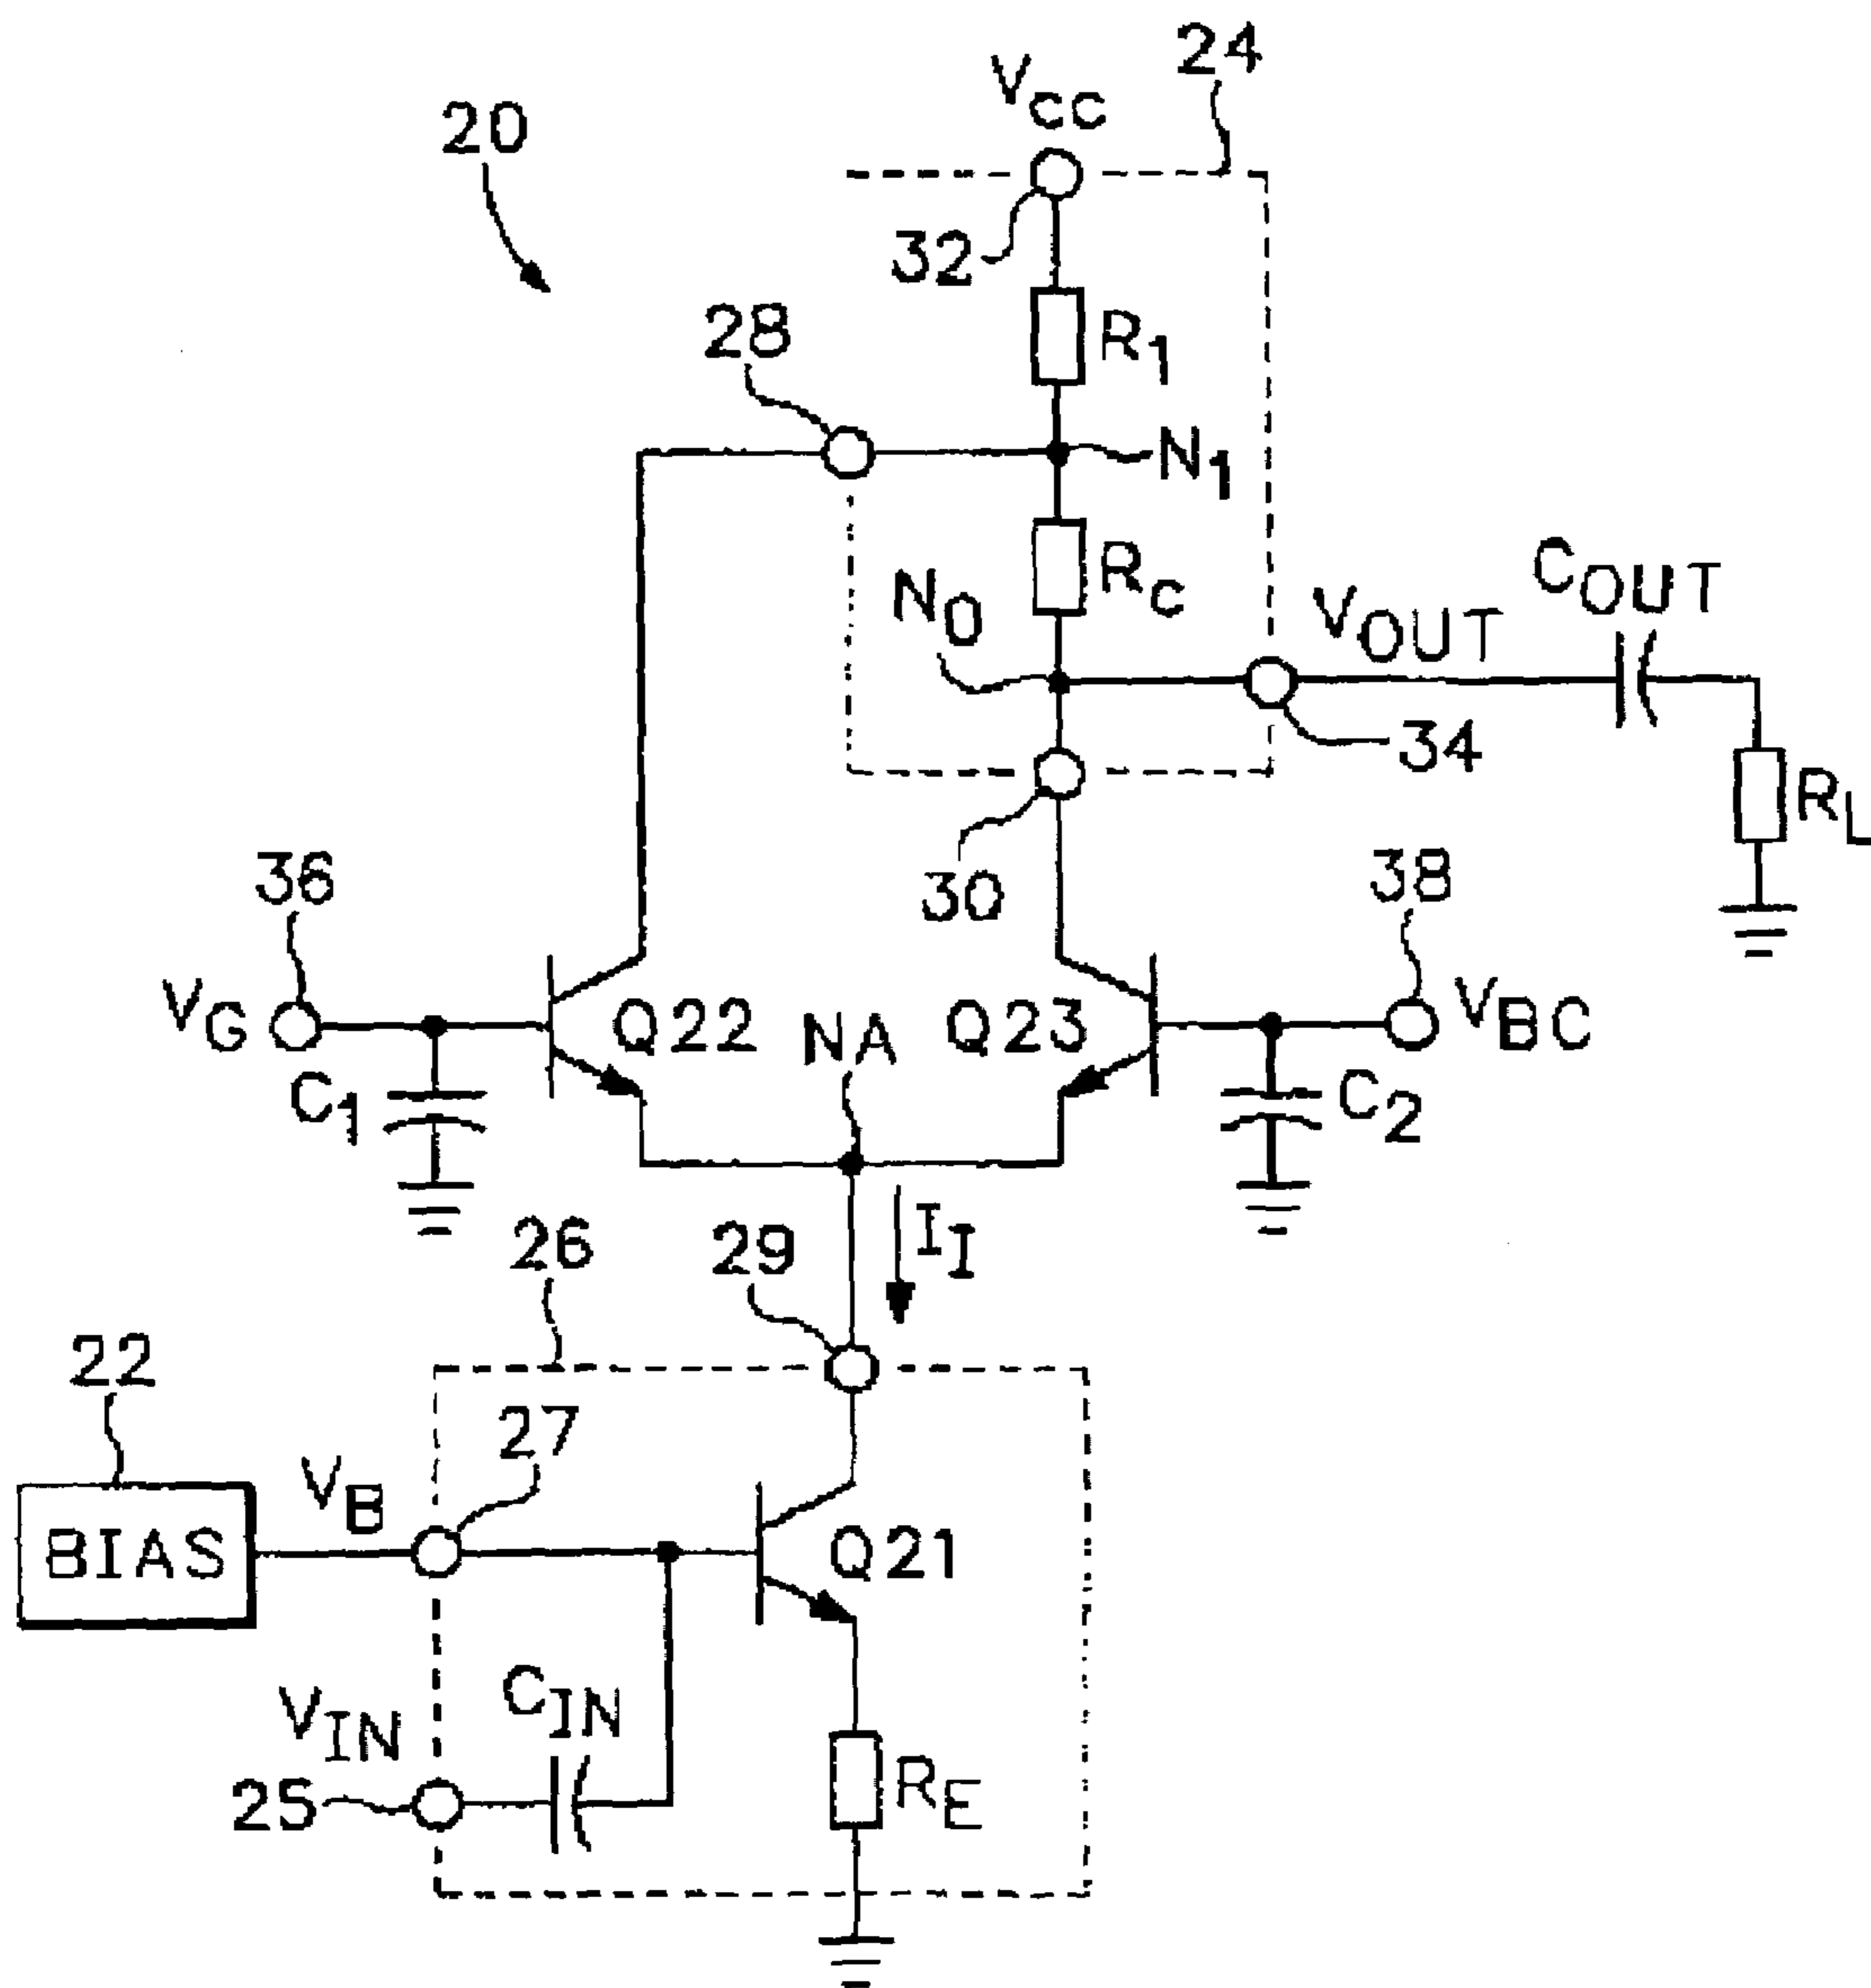 24
VCC
20
32
R1
28
N1
RC
NO
VOUT
COUT
34
RL
30
36
38
VG
Q22
NA
Q23
VBC
C1
C2
26
29
II
22
27
VB
BIAS
Q21
CIN
VIN
25
RE